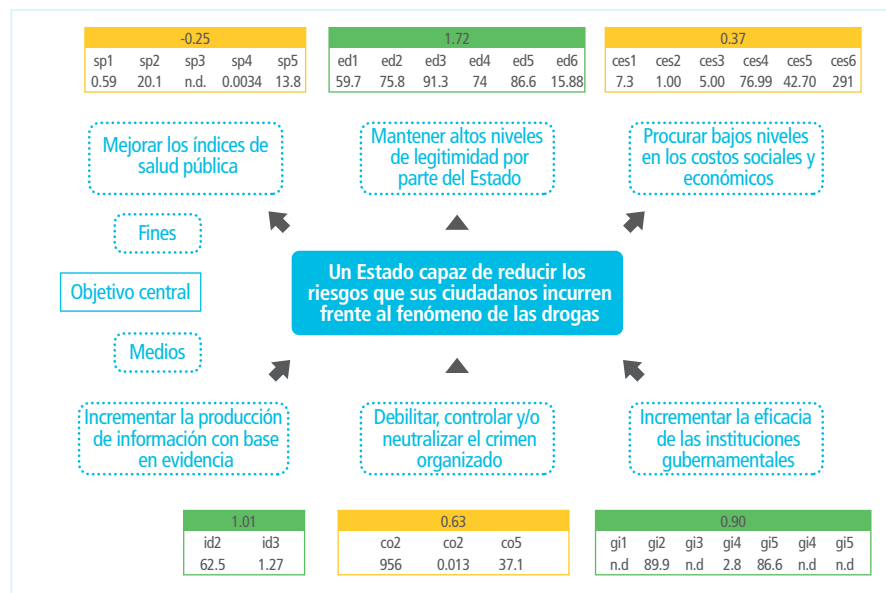 -0.25
sp1 sp2 sp3 sp4 sp5
0.59 20.1 n.d. 0.0034 13.8
1.72
ed1 ed2 ed3 ed4 ed5 ed6
59.7 75.8 91.3 74 86.6 15.88
0.37
ces1 ces2 ces3 ces4 ces5 ces6
7.3 1.00 5.00 76.99 42.70 291
Mejorar los índices de
salud pública
Mantener altos niveles
de legitimidad por
parte del Estado
Procurar bajos niveles
en los costos sociales y
económicos
Fines
Objetivo central
Medios
Un Estado capaz de reducir los
riesgos que sus ciudadanos incurren
frente al fenómeno de las drogas
Incrementar la producción
de información con base
en evidencia
Debilitar, controlar y/o
neutralizar el crimen
organizado
Incrementar la eficacia
de las instituciones
gubernamentales
1.01
id2 id3
62.5 1.27
0.63
co2 co2 co5
956 0.013 37.1
0.90
gi1 gi2 gi3 gi4 gi5 gi4 gi5
n.d 89.9 n.d 2.8 86.6 n.d n.d